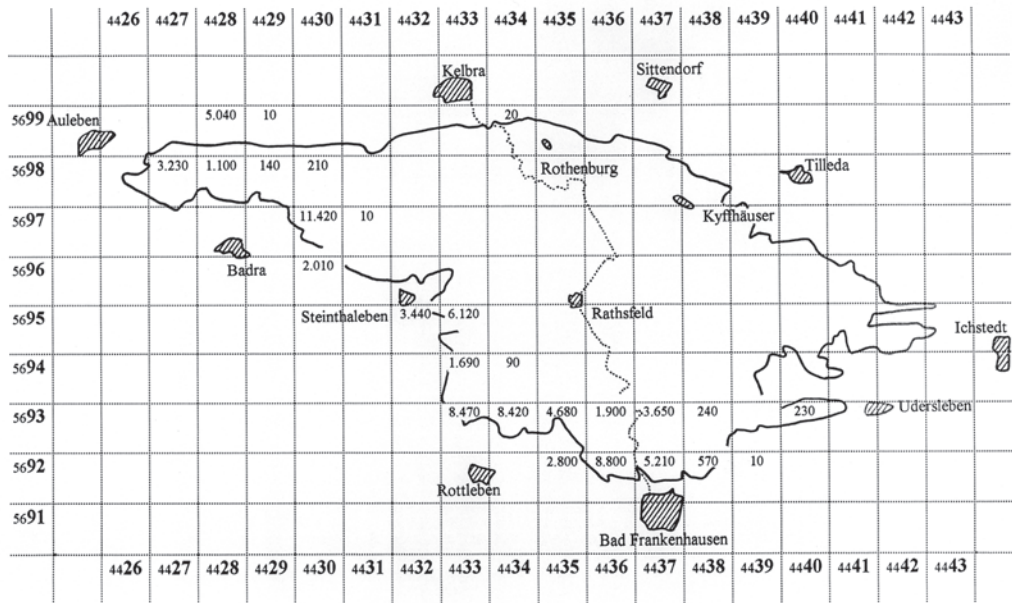 4426 4427 4428 4429 4430 4431 4432 4433 4434 4435 4436 4437 4438 4439 4440 4441 4442 4443
Kelbra Sittendorf
5699 Auleben 5.040 10 20
5698 3.230 1.100 140 210 Rothenburg Tilleda
5697 11.420 10 Kyffhäuser
5696 Badra 2.010
5695 Steinthaleben 3.440 6.120 Rathsfeld Ichstedt
5694 1.690 90
5693 8.470 8.420 4.680 1.900 3.650 240 230 Udersleben
5692 2.800 8.800 5.210 570 10
Rottleben
5691
Bad Frankenhausen
4426 4427 4428 4429 4430 4431 4432 4433 4434 4435 4436 4437 4438 4439 4440 4441 4442 4443